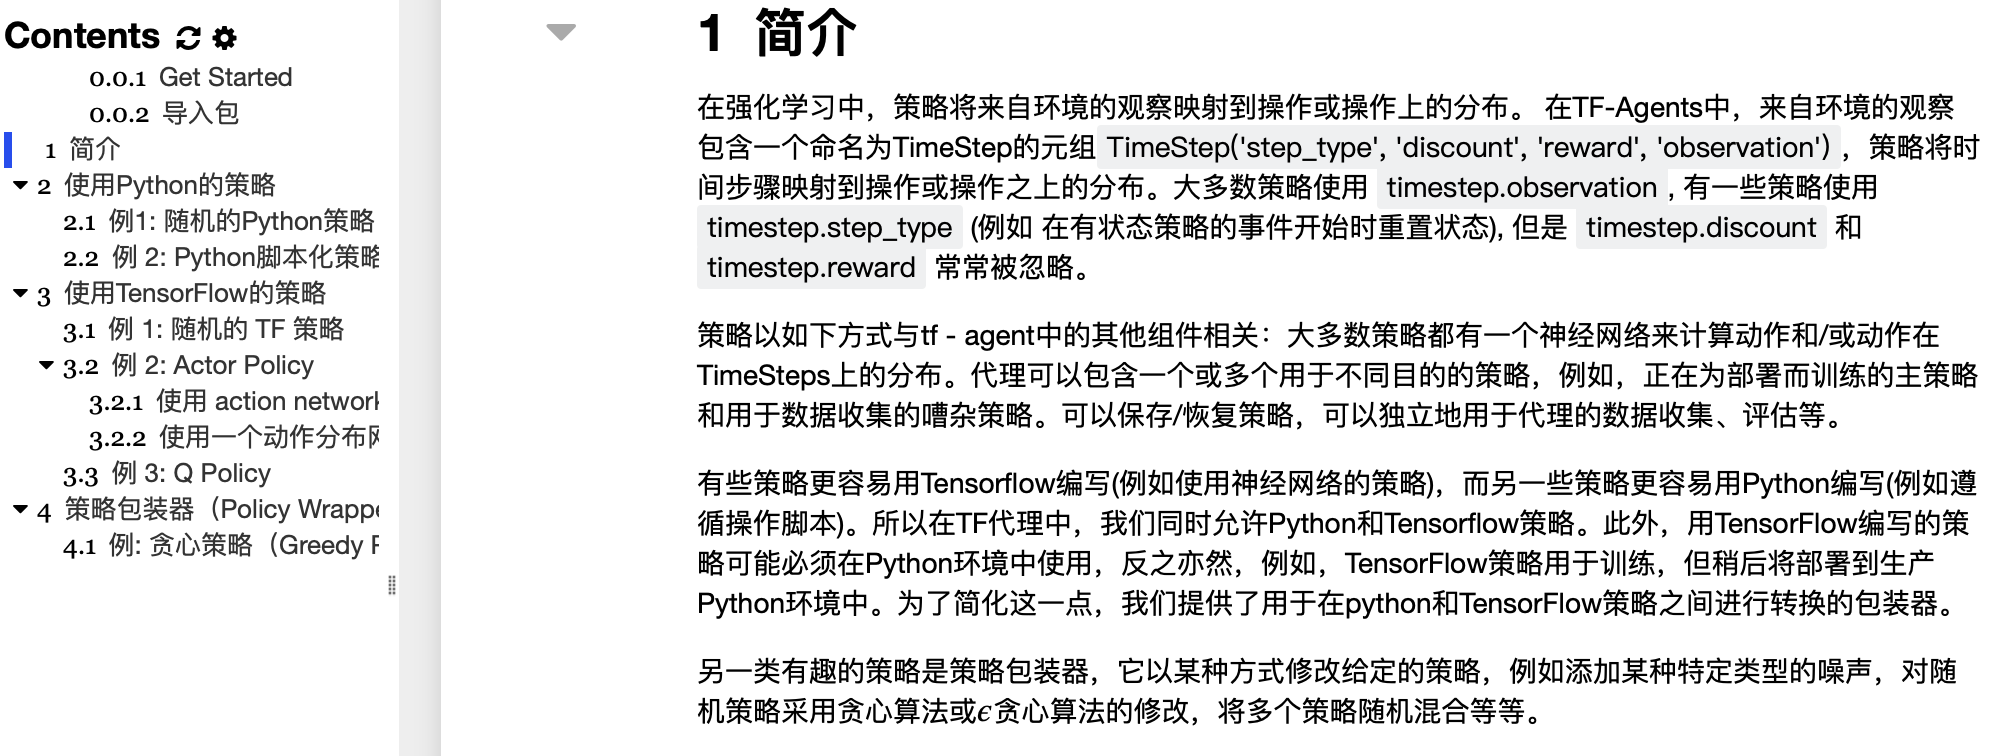 Contents
0.0.1 Get Started
0.0.2 导入包
1 简介
2 使用Python的策略
2.1 例1: 随机的Python策略
2.2 例 2: Python脚本化策略
3 使用TensorFlow的策略
3.1 例 1: 随机的 TF 策略
3.2 例 2: Actor Policy
3.2.1 使用 action network
3.2.2 使用一个动作分布
3.3 例 3: Q Policy
4 策略包装器（Policy Wrappe
4.1 例: 贪心策略（Greedy P
1 简介
在强化学习中，策略将来自环境的观察映射到操作或操作上的分布。 在TF-Agents中，来自环境的观察
包含一个命名为TimeStep的元组 TimeStep('step_type', 'discount', 'reward', 'observation') ，策略将时
间步骤映射到操作或操作之上的分布。大多数策略使用 timestep.observation , 有一些策略使用
timestep.step_type (例如 在有状态策略的事件开始时重置状态), 但是 timestep.discount 和
timestep.reward 常常被忽略。
策略以如下方式与tf - agent中的其他组件相关：大多数策略都有一个神经网络来计算动作和/或动作在
TimeSteps上的分布。代理可以包含一个或多个用于不同目的的策略，例如，正在为部署而训练的主策略
和用于数据收集的嘈杂策略。可以保存/恢复策略，可以独立地用于代理的数据收集、评估等。
有些策略更容易用Tensorflow编写(例如使用神经网络的策略)，而另一些策略更容易用Python编写(例如遵
循操作脚本)。所以在TF代理中，我们同时允许Python和Tensorflow策略。此外，用TensorFlow编写的策
略可能必须在Python环境中使用，反之亦然，例如，TensorFlow策略用于训练，但稍后将部署到生产
Python环境中。为了简化这一点，我们提供了用于在python和TensorFlow策略之间进行转换的包装器。
另一类有趣的策略是策略包装器，它以某种方式修改给定的策略，例如添加某种特定类型的噪声，对随
机策略采用贪心算法或ϵ贪心算法的修改，将多个策略随机混合等等。